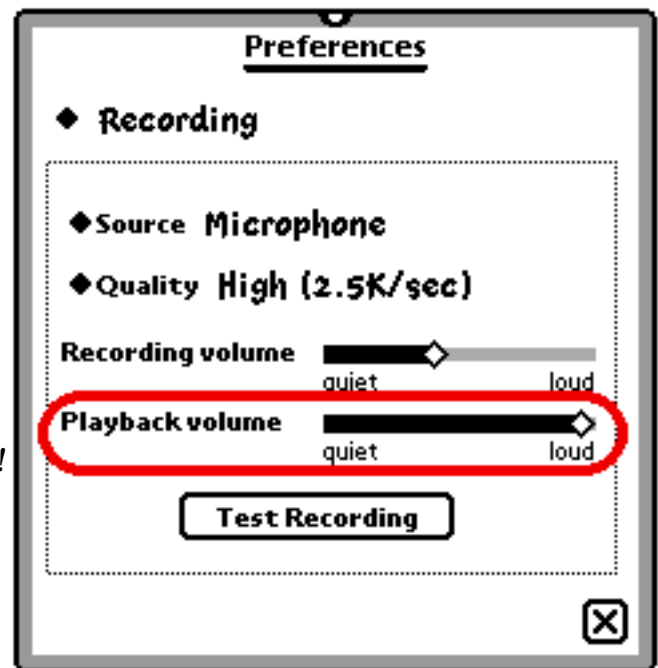 Preferences
◆ Recording
◆Source Microphone
◆Quality High (2.5K/sec)
Recording volume
quiet loud
Playback volume
quiet loud
!
Test Recording